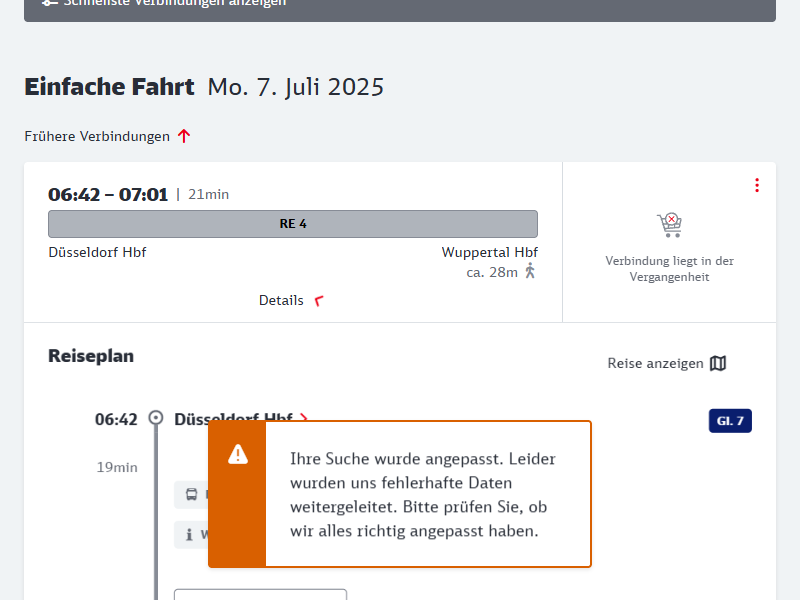 Schnellste Verbindungen anzeigen
Einfache Fahrt Mo. 7. Juli 2025
Frühere Verbindungen
06:42 – 07:01 | 21min
RE 4
Düsseldorf Hbf Wuppertal Hbf
ca. 28m
Details
Verbindung liegt in der
Vergangenheit
Reiseplan
Reise anzeigen
06:42 Düsseldorf Hbf Gl. 7
19min
Ihre Suche wurde angepasst. Leider
wurden uns fehlerhafte Daten
weitergeleitet. Bitte prüfen Sie, ob
wir alles richtig angepasst haben.